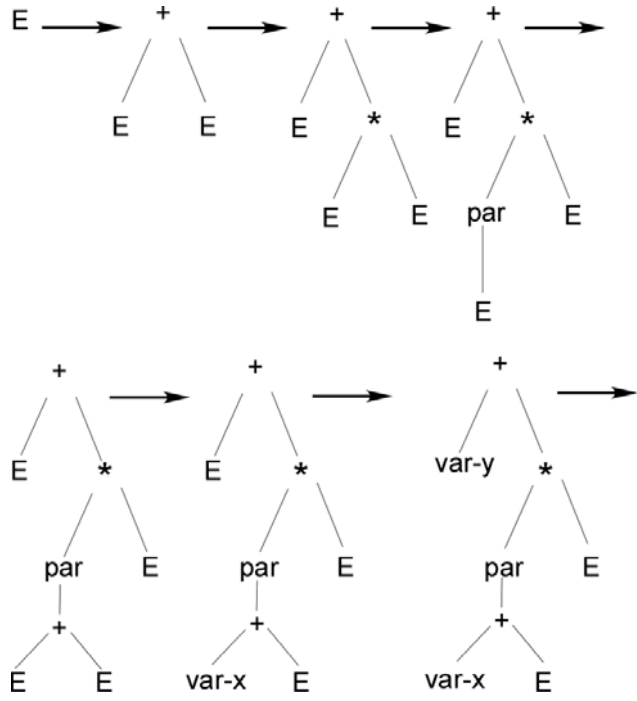 E + + +
E E E * E *
E E par E
E
+ + +
E * E * var-y *
par E par E par E
+ + +
E E var-x E var-x E